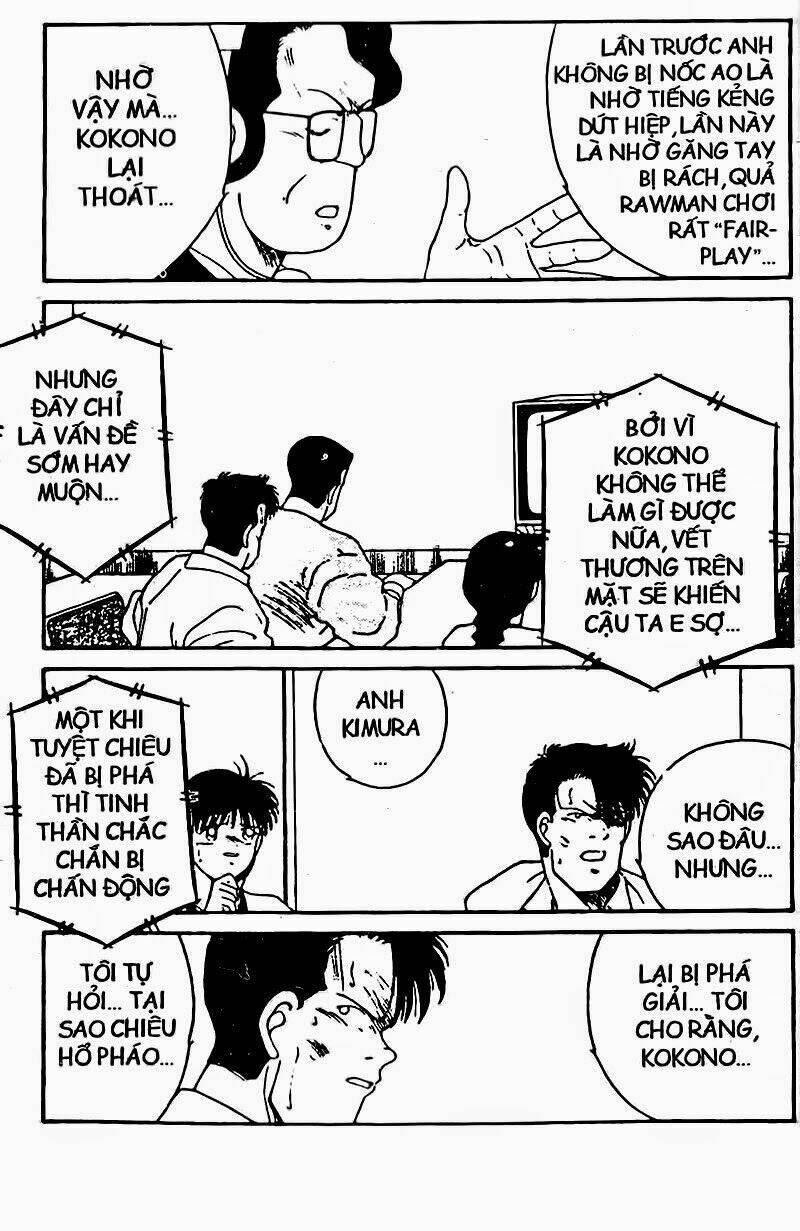 LẦN TRƯỚC ANH
KHÔNG BỊ NỐC AO LÀ
NHỜ TIẾNG KẺNG
DỨT HIỆP, LẦN NÀY
LÀ NHỜ GĂNG TAY
BỊ RÁCH, QUẢ
RAWMAN CHƠI
RẤT “FAIR-
PLAY”...
NHỜ
VẬY MÀ...
KOKONO
LẠI
THOÁT...
BỞI VÌ
KOKONO
KHÔNG THỂ
LÀM GÌ ĐƯỢC
NỮA, VẾT
THƯƠNG TRÊN
MẶT SẼ KHIẾN
CẬU TA E SỢ...
NHƯNG
ĐÂY CHỈ
LÀ VẤN ĐỀ
SỚM HAY
MUỘN...
KHÔNG
SAO ĐÂU...
NHƯNG...
ANH
KIMURA
...
MỘT KHI
TUYỆT CHIÊU
ĐÃ BỊ PHÁ
THÌ TINH
THẦN CHẮC
CHẮN BỊ
CHẤN ĐỘNG
LẠI BỊ PHÁ
GIẢI... TÔI
CHO RẰNG,
KOKONO...
TÔI TỰ
HỎI... TẠI
SAO CHIÊU
HỔ PHÁO...